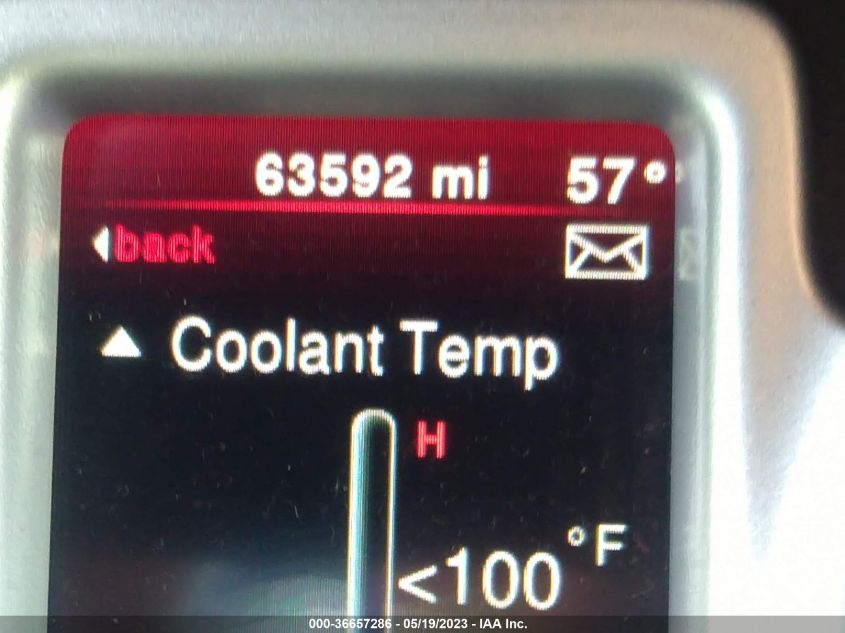 63592 mi 57°
back
Coolant Temp
H
<100 °F
000-36657286 - 05/19/2023 - IAA Inc.